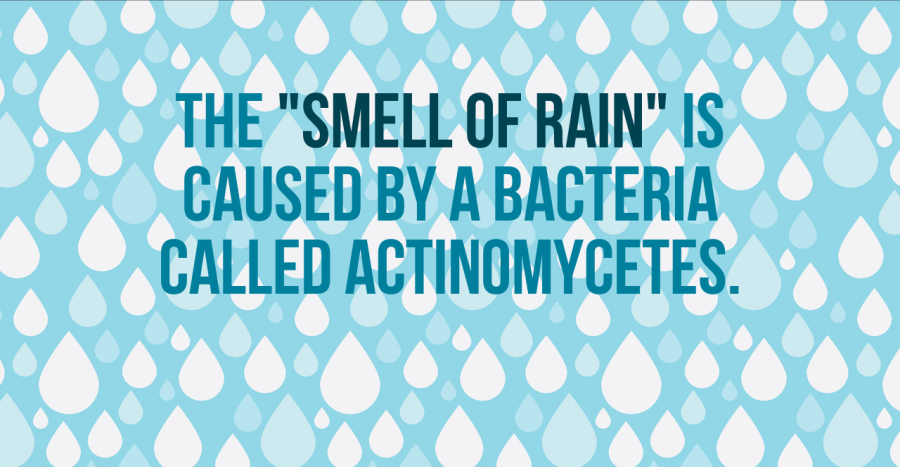 THE "SMELL OF RAIN" IS
CAUSED BY A BACTERIA
CALLED ACTINOMYCETES.